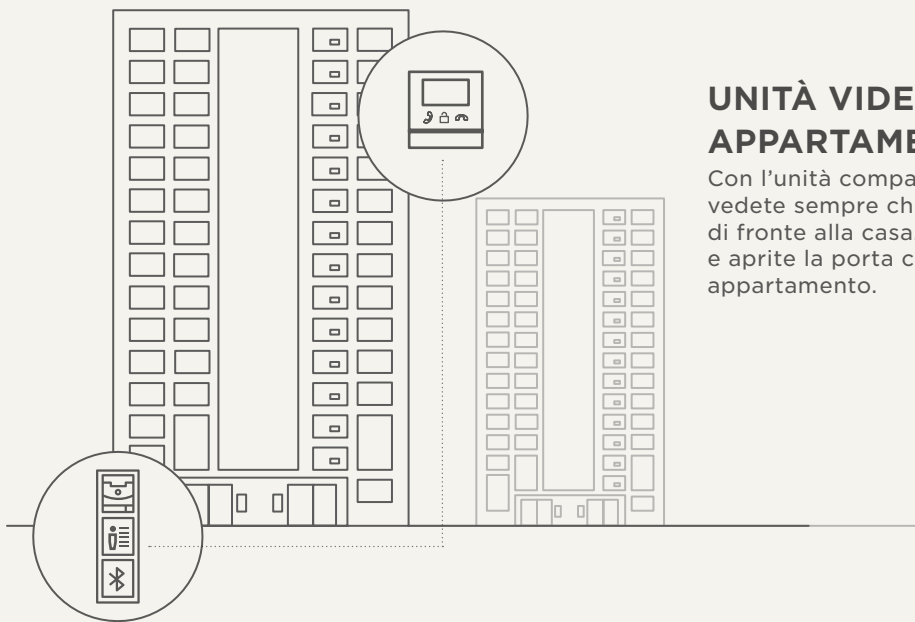 UNITÀ VIDE
APPARTAME
Con l'unità compa
vedete sempre ch
di fronte alla casa
e aprite la porta c
appartamento.